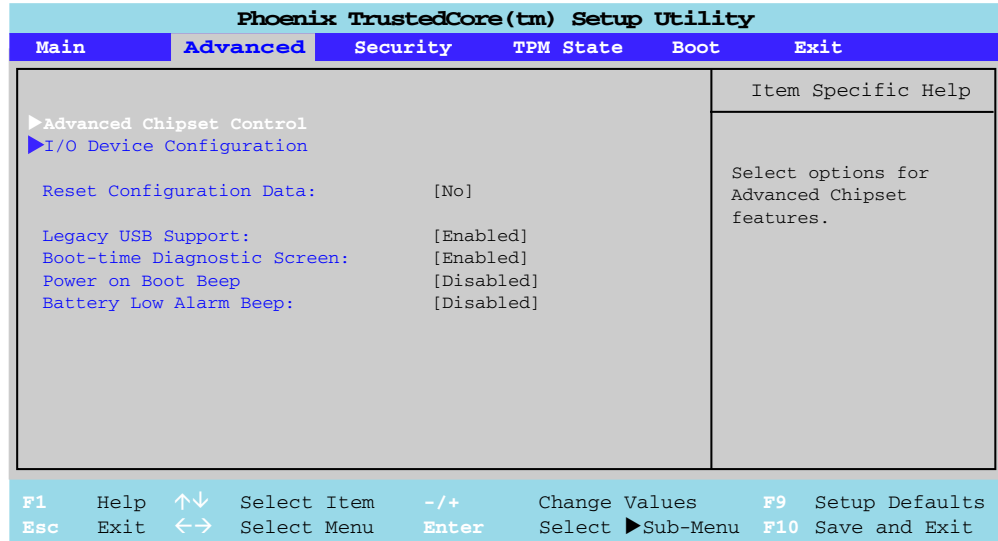 Phoenix TrustedCore(tm) Setup Utility
Main Advanced Security TPM State Boot Exit
Item Specific Help
▶Advanced Chipset Control
▶I/O Device Configuration
Reset Configuration Data: [No]
Legacy USB Support: [Enabled]
Boot-time Diagnostic Screen: [Enabled]
Power on Boot Beep [Disabled]
Battery Low Alarm Beep: [Disabled]
Select options for
Advanced Chipset
features.
F1 Help ↑↓ Select Item -/+ Change Values F9 Setup Defaults
Esc Exit ←→ Select Menu Enter Select ▶Sub-Menu F10 Save and Exit